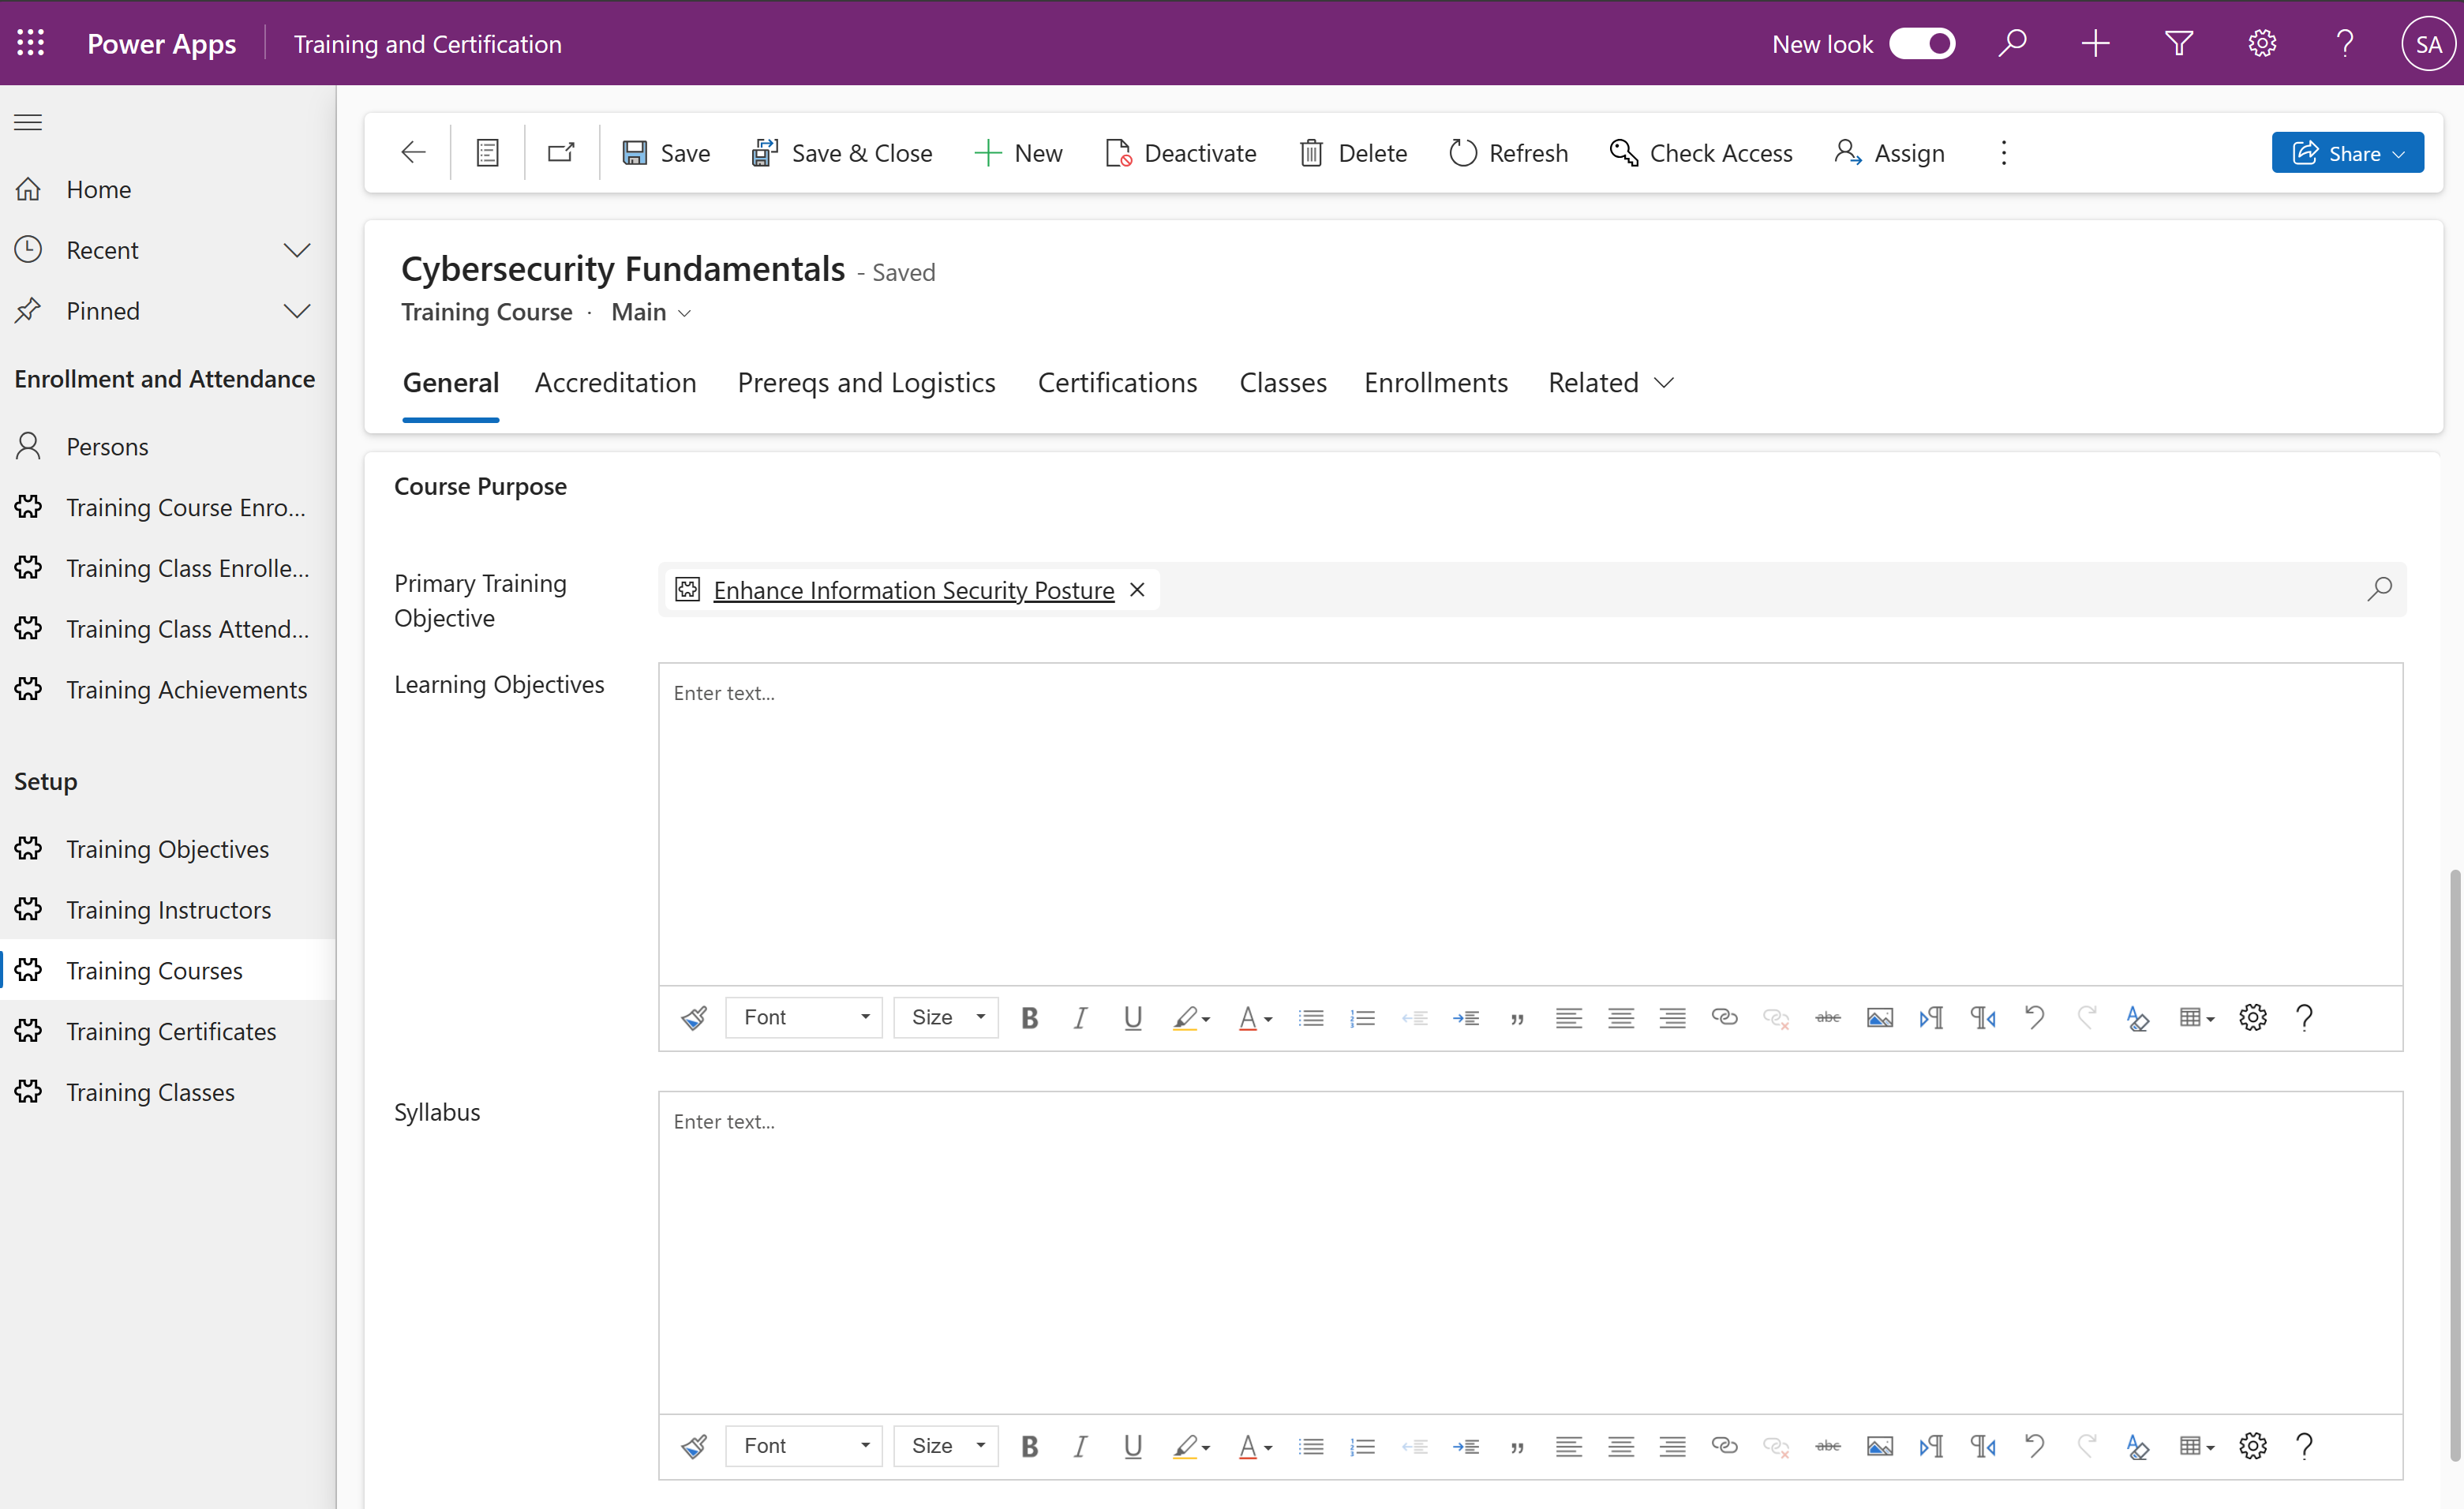 Power Apps Training and Certification New look SA
Save Save & Close New Deactivate Delete Refresh Check Access Assign Share
Home
Recent
Pinned
Enrollment and Attendance
Persons
Training Course Enro...
Training Class Enrolle...
Training Class Attend...
Training Achievements
Setup
Training Objectives
Training Instructors
Training Courses
Training Certificates
Training Classes
Cybersecurity Fundamentals - Saved
Training Course · Main
General Accreditation Prereqs and Logistics Certifications Classes Enrollments Related
Course Purpose
Primary Training
Objective
Enhance Information Security Posture
Learning Objectives
Enter text...
Font Size B I U A abc
Syllabus
Enter text...
Font Size B I U A abc